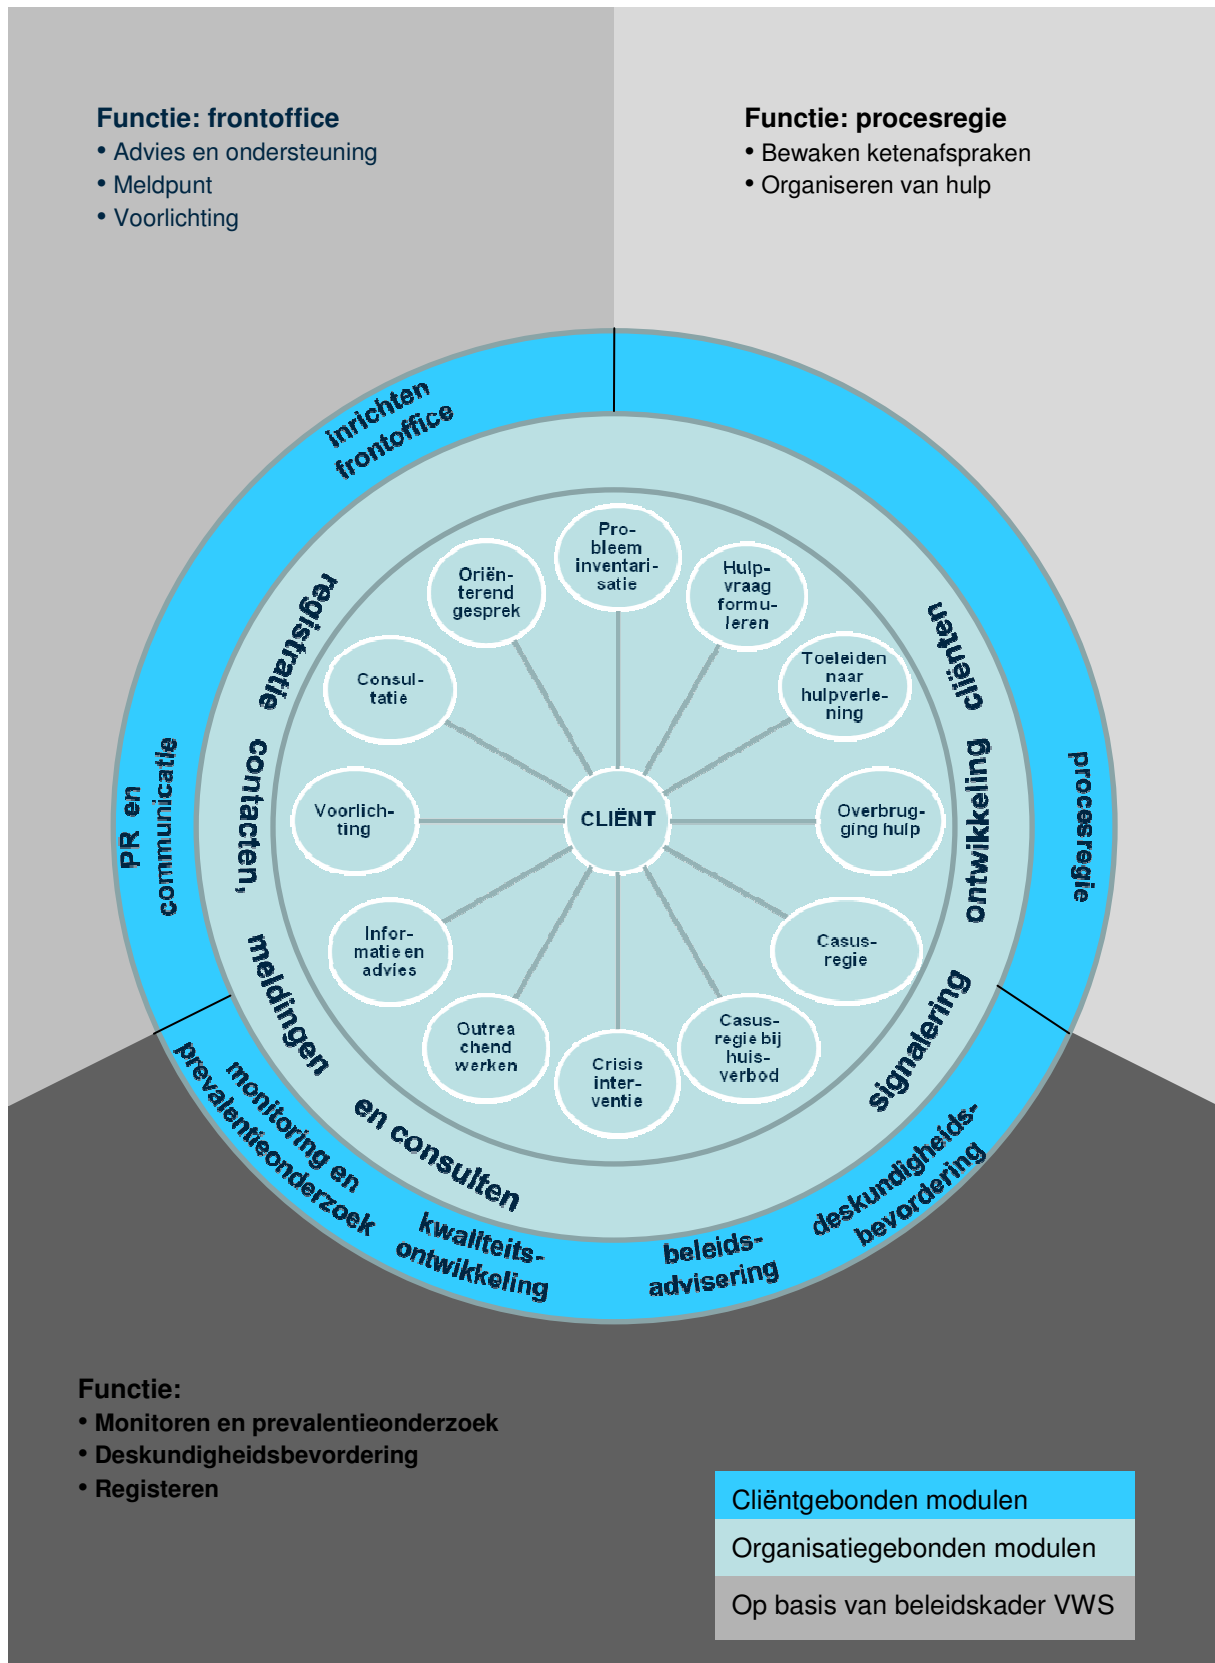 Functie: frontoffice
• Advies en ondersteuning
• Meldpunt
• Voorlichting
Functie: procesregie
• Bewaken ketenafspraken
• Organiseren van hulp
inrichten
frontoffice
PR en
communicatie
procesregie
monitoring en
prevalentieonderzoek
kwaliteits-
ontwikkeling
beleids-
advisering
deskundigheids-
bevordering
registratie contacten, meldingen en consulten
signalering ontwikkeling cliënten
Pro-
bleem
inventari-
satie
Hulp-
vraag
formu-
leren
Toeleiden
naar
hulpverle-
ning
Overbrug-
ging hulp
Casus-
regie
Casus-
regie bij
huis-
verbod
Crisis
inter-
ventie
Outrea
chend
werken
Infor-
matie en
advies
Voorlich-
ting
Consul-
tatie
Oriën-
terend
gesprek
CLIËNT
Functie:
• Monitoren en prevalentieonderzoek
• Deskundigheidsbevordering
• Registeren
Cliëntgebonden modulen
Organisatiegebonden modulen
Op basis van beleidskader VWS